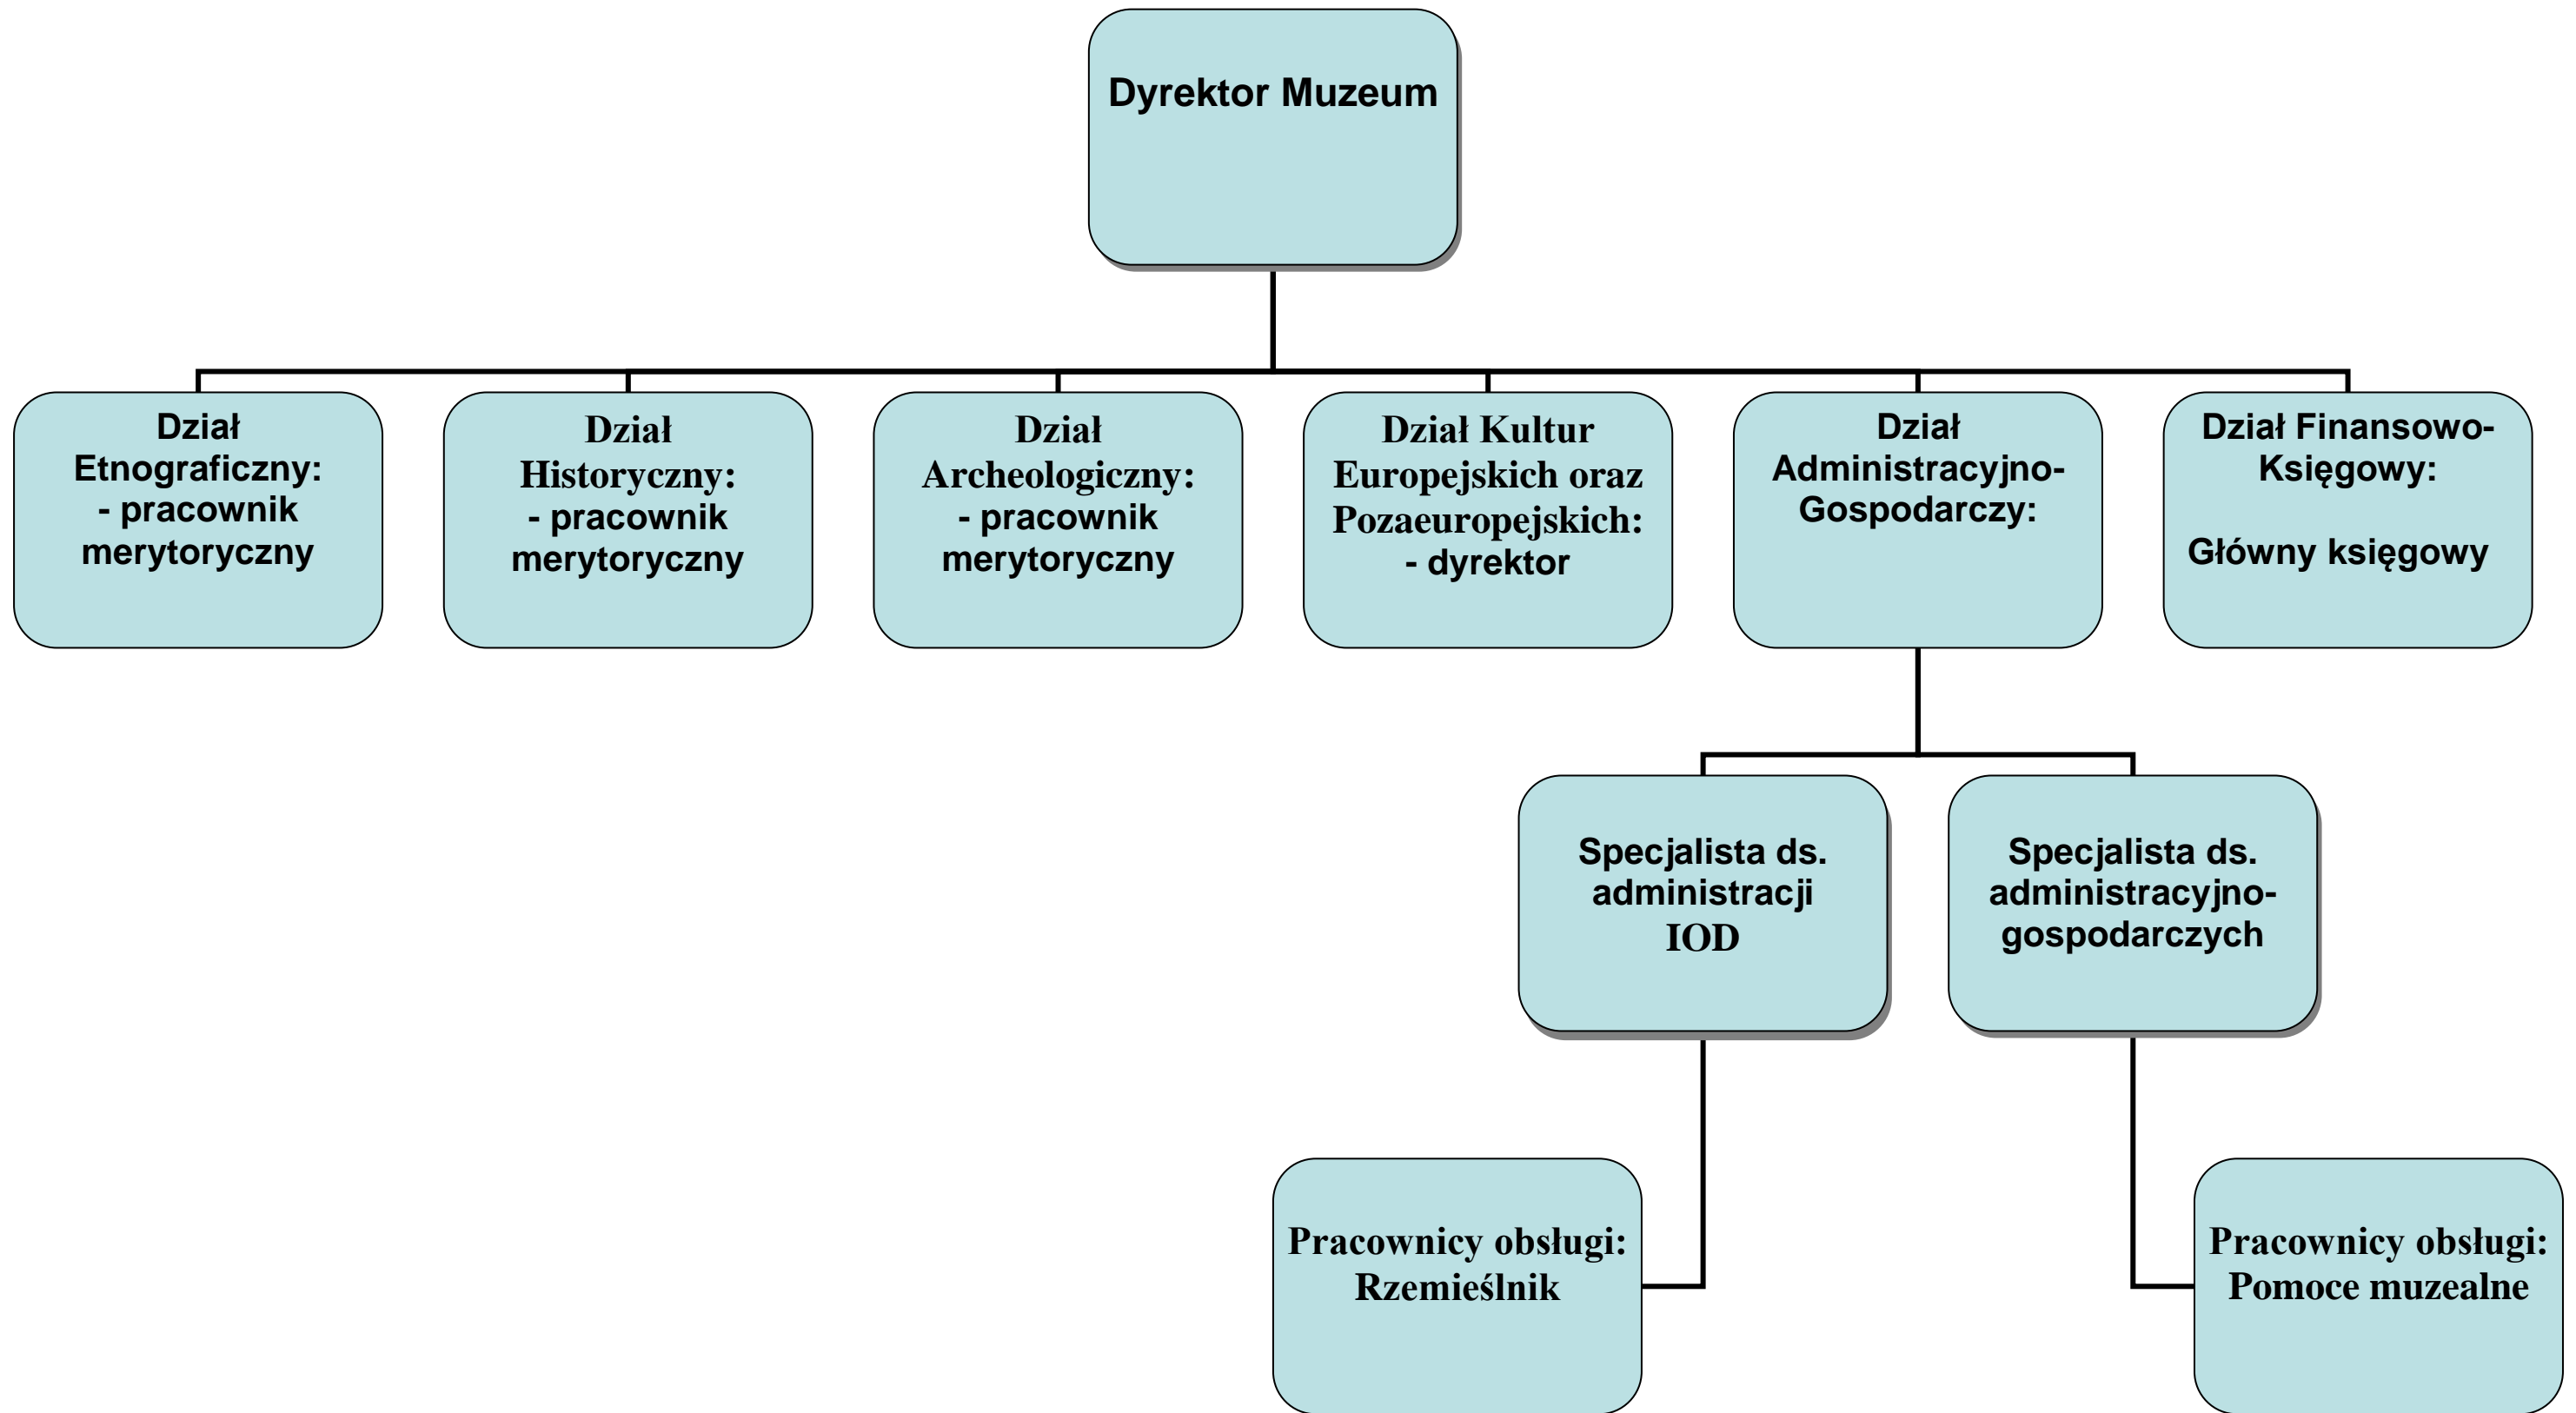 Dyrektor Muzeum
Dział
Etnograficzny:
- pracownik
merytoryczny
Dział
Historyczny:
- pracownik
merytoryczny
Dział
Archeologiczny:
- pracownik
merytoryczny
Dział Kultur
Europejskich oraz
Pozaeuropejskich:
- dyrektor
Dział
Administracyjno-
Gospodarczy:
Dział Finansowo-
Księgowy:
Główny księgowy
Specjalista ds.
administracji
IOD
Specjalista ds.
administracyjno-
gospodarczych
Pracownicy obsługi:
Rzemieślnik
Pracownicy obsługi:
Pomoce muzealne